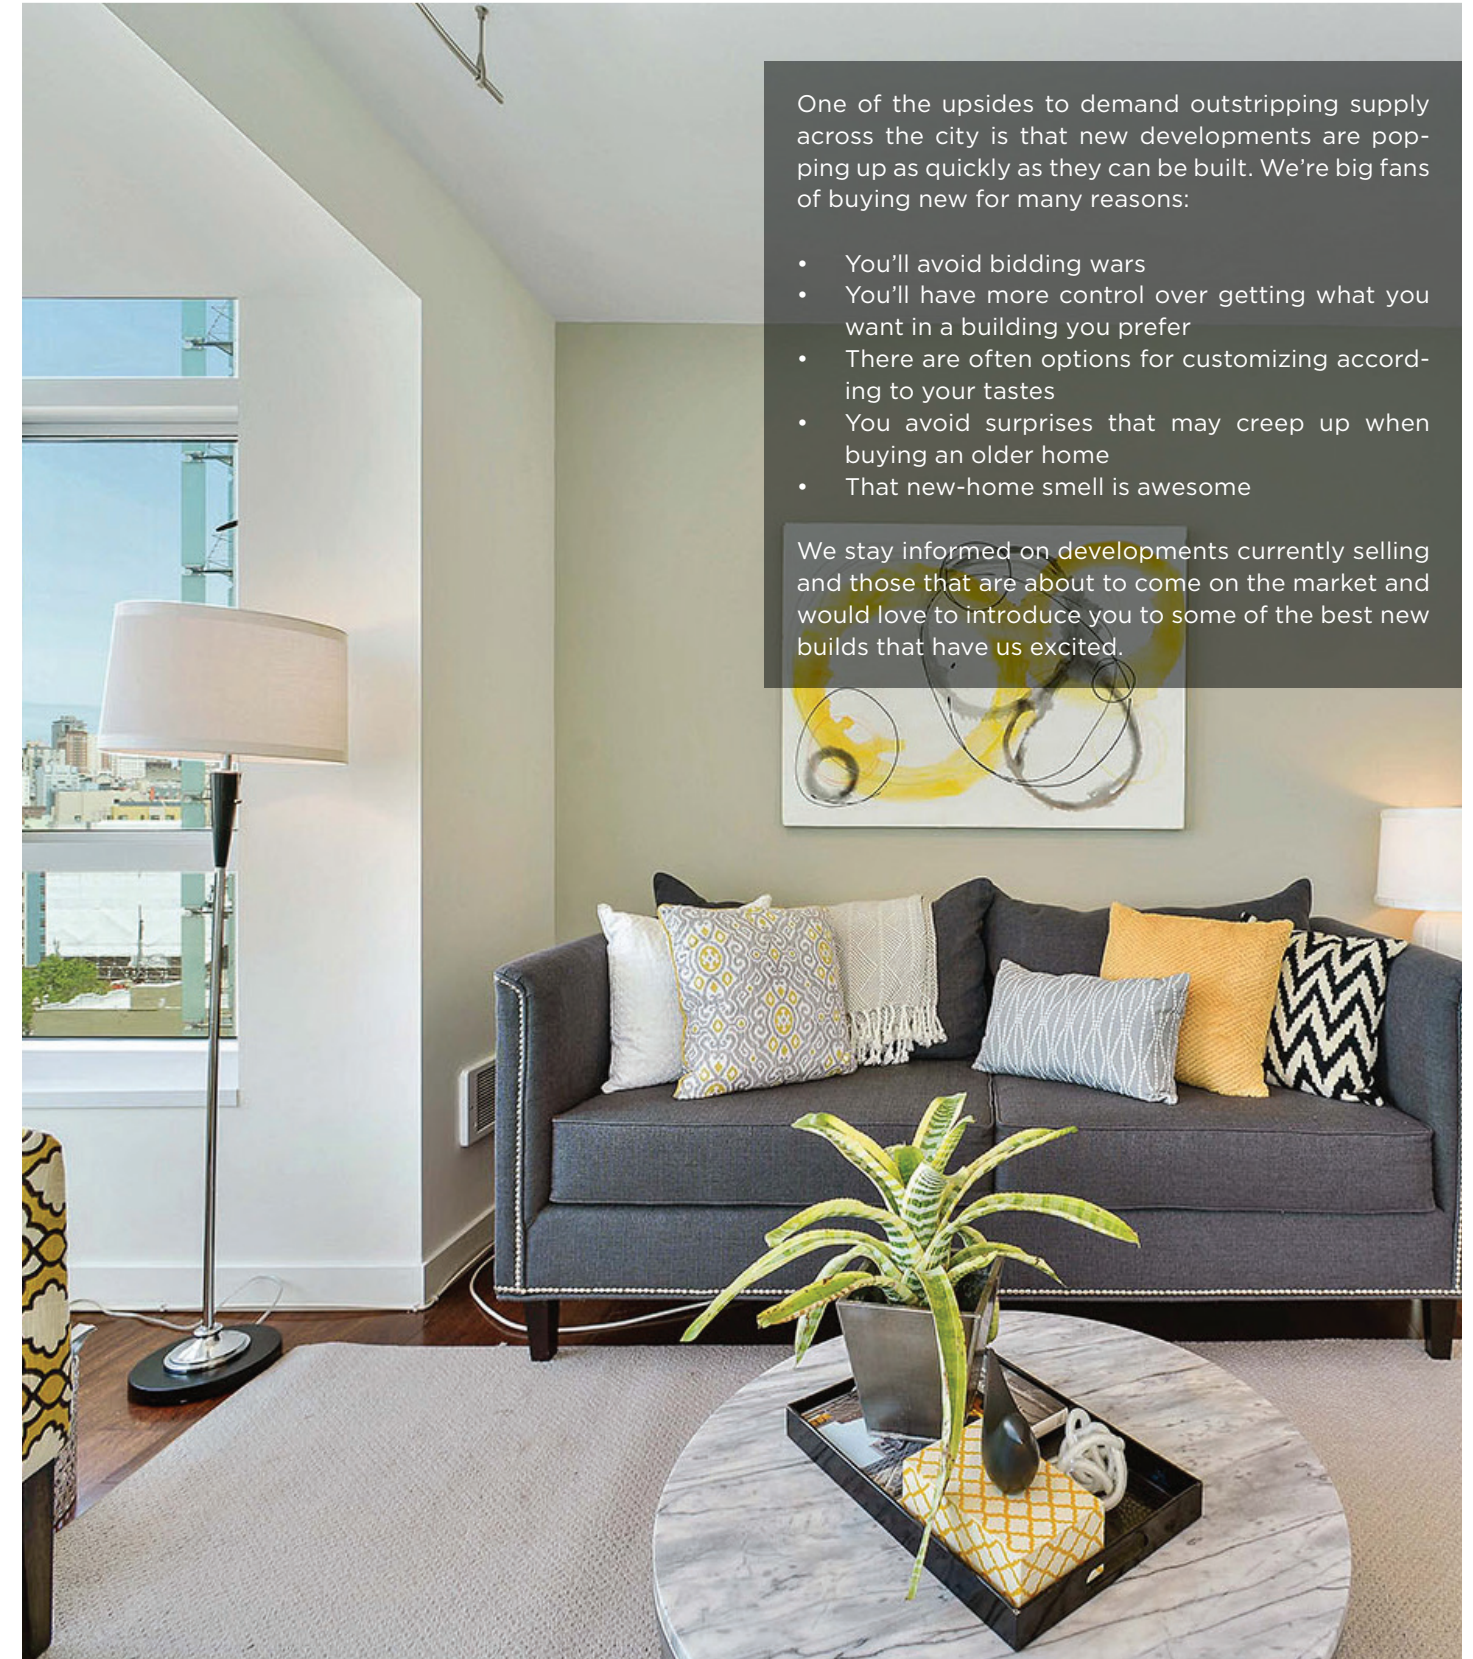 One of the upsides to demand outstripping supply
across the city is that new developments are pop-
ping up as quickly as they can be built. We’re big fans
of buying new for many reasons:
• You’ll avoid bidding wars
• You’ll have more control over getting what you
want in a building you prefer
• There are often options for customizing accord-
ing to your tastes
• You avoid surprises that may creep up when
buying an older home
• That new-home smell is awesome
We stay informed on developments currently selling
and those that are about to come on the market and
would love to introduce you to some of the best new
builds that have us excited.